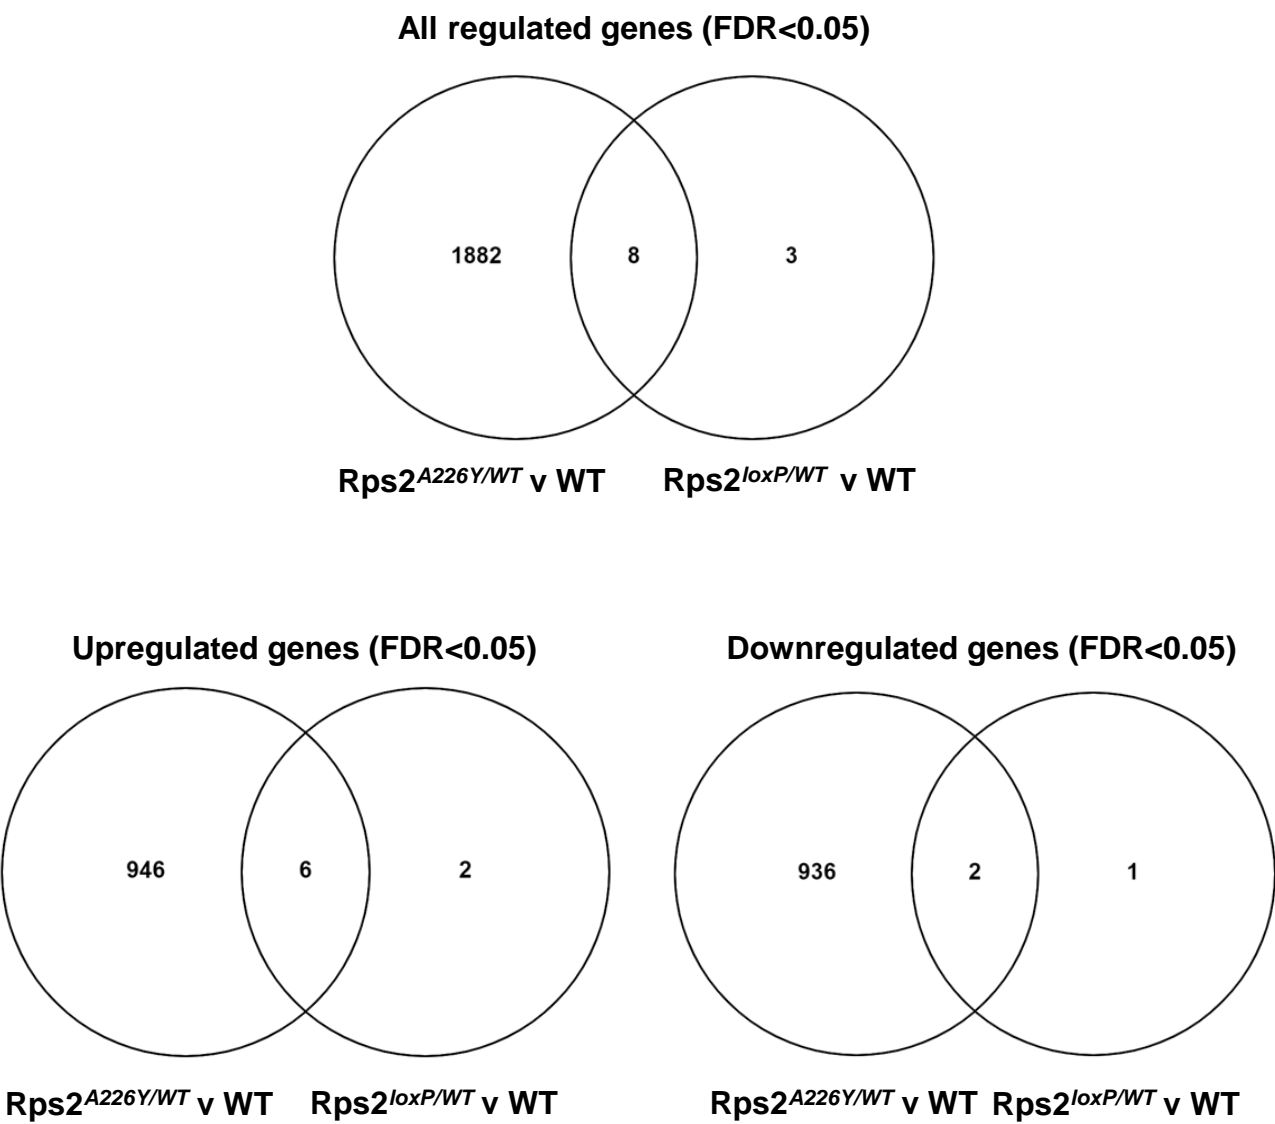 All regulated genes (FDR<0.05)
1882 8 3
Rps2A226Y/WT v WT Rps2loxP/WT v WT
Upregulated genes (FDR<0.05) Downregulated genes (FDR<0.05)
946 6 2 936 2 1
Rps2A226Y/WT v WT Rps2loxP/WT v WT Rps2A226Y/WT v WT Rps2loxP/WT v WT